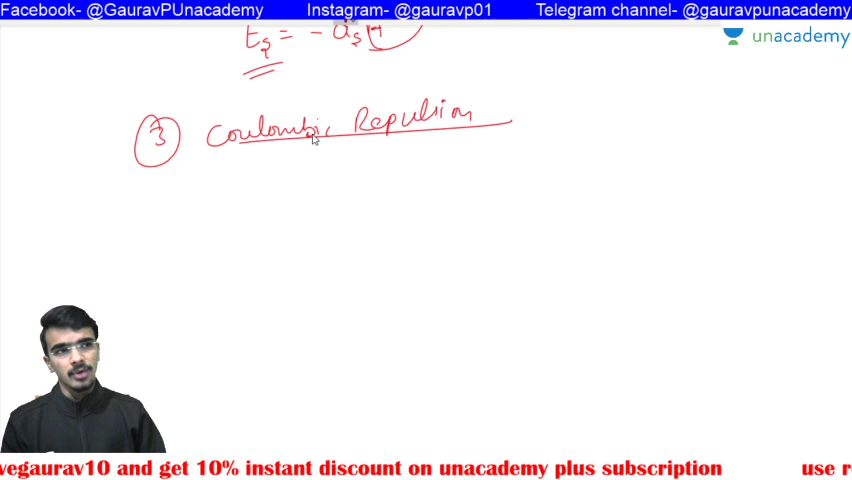 Facebook- @GauravPUnacademy Instagram- @gauravp01 Telegram channel- @gauravpunacademy
unacademy
③ Coulombic Repulsion
vegaurav10 and get 10% instant discount on unacademy plus subscription use r